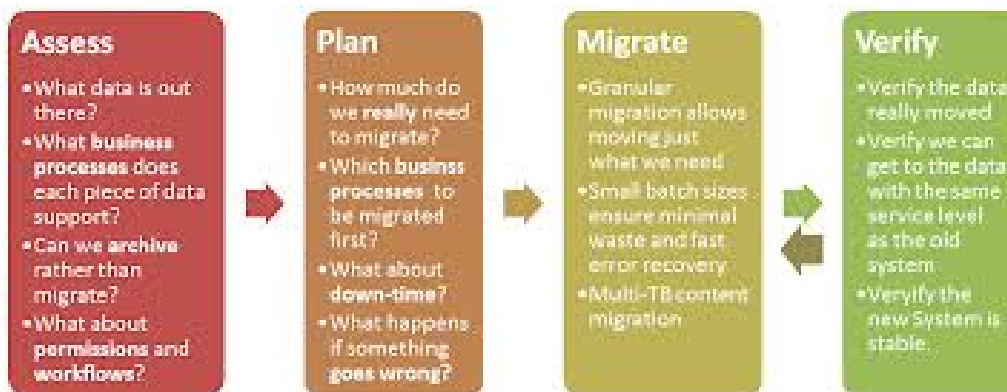 Assess
•What data is out
there?
•What business
processes does
each piece of data
support?
•Can we archive
rather than
migrate?
•What about
permissions and
workflows?
Plan
•How much do
we really need
to migrate?
•Which businss
processes to
be migrated
first?
•What about
down-time?
•What happens
if something
goes wrong?
Migrate
•Granular
migration allows
moving just
what we need
•Small batch sizes
ensure minimal
waste and fast
error recovery
•Multi-TB content
migration
Verify
•Verify the data
really moved
•Verify we can
get to the data
with the same
service level
as the old
system
•Veryify the
new System is
stable.